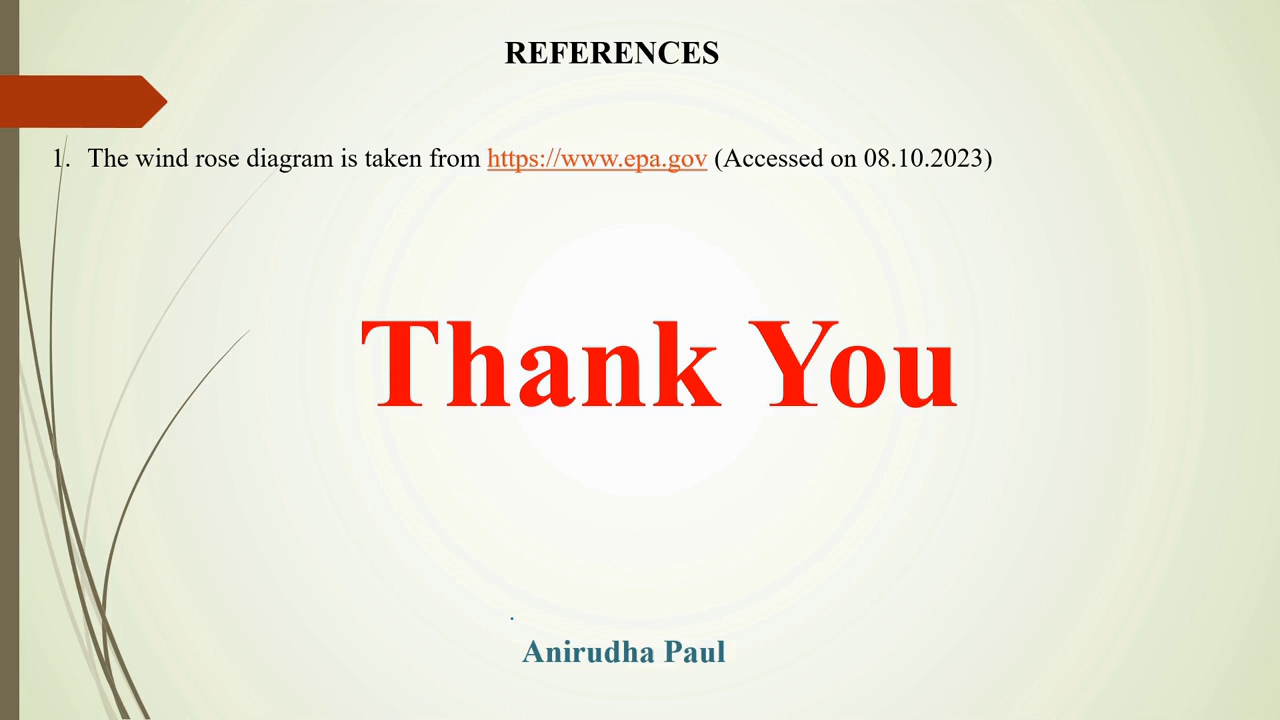 REFERENCES
1. The wind rose diagram is taken from https://www.epa.gov (Accessed on 08.10.2023)
Thank You
.
Anirudha Paul